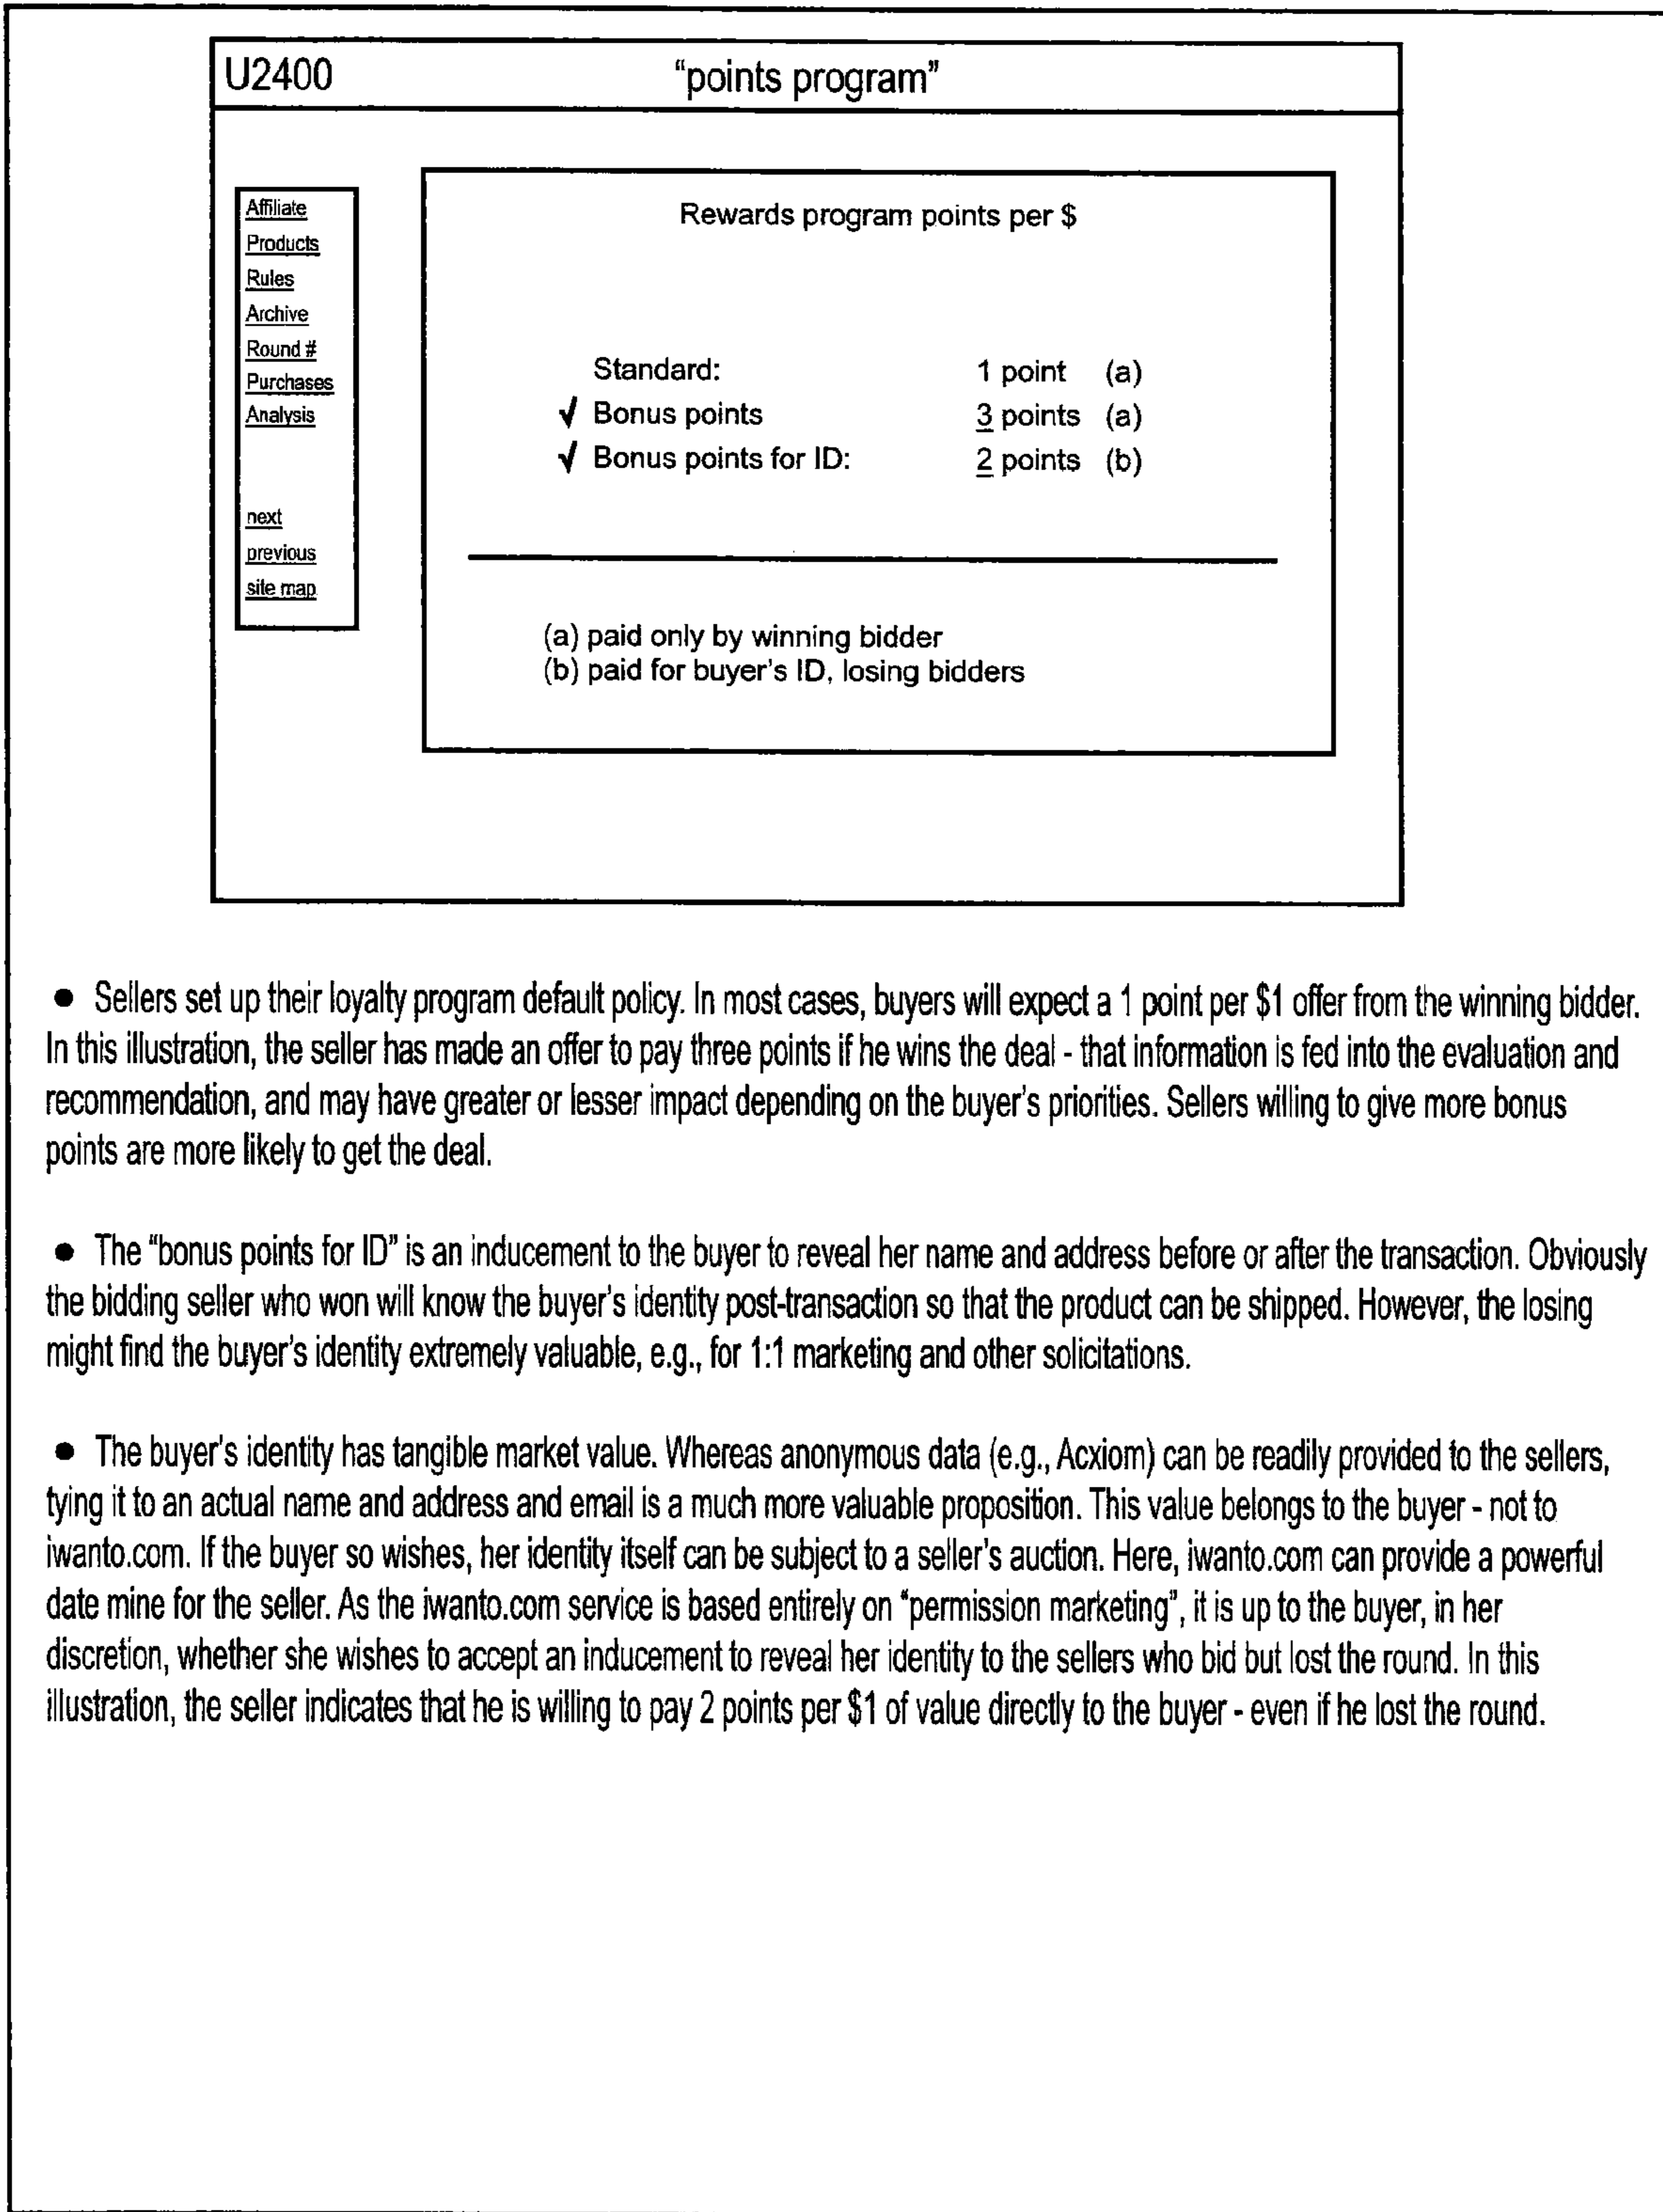 U2400 "points program"
Affiliate
Products
Rules
Archive
Round #
Purchases
Analysis
next
previous
site map
Rewards program points per $
Standard: 1 point (a)
√ Bonus points 3 points (a)
√ Bonus points for ID: 2 points (b)
(a) paid only by winning bidder
(b) paid for buyer's ID, losing bidders
● Sellers set up their loyalty program default policy. In most cases, buyers will expect a 1 point per $1 offer from the winning bidder.
In this illustration, the seller has made an offer to pay three points if he wins the deal - that information is fed into the evaluation and
recommendation, and may have greater or lesser impact depending on the buyer's priorities. Sellers willing to give more bonus
points are more likely to get the deal.
● The "bonus points for ID" is an inducement to the buyer to reveal her name and address before or after the transaction. Obviously
the bidding seller who won will know the buyer's identity post-transaction so that the product can be shipped. However, the losing
might find the buyer's identity extremely valuable, e.g., for 1:1 marketing and other solicitations.
● The buyer's identity has tangible market value. Whereas anonymous data (e.g., Acxiom) can be readily provided to the sellers,
tying it to an actual name and address and email is a much more valuable proposition. This value belongs to the buyer - not to
iwanto.com. If the buyer so wishes, her identity itself can be subject to a seller's auction. Here, iwanto.com can provide a powerful
date mine for the seller. As the iwanto.com service is based entirely on "permission marketing", it is up to the buyer, in her
discretion, whether she wishes to accept an inducement to reveal her identity to the sellers who bid but lost the round. In this
illustration, the seller indicates that he is willing to pay 2 points per $1 of value directly to the buyer - even if he lost the round.